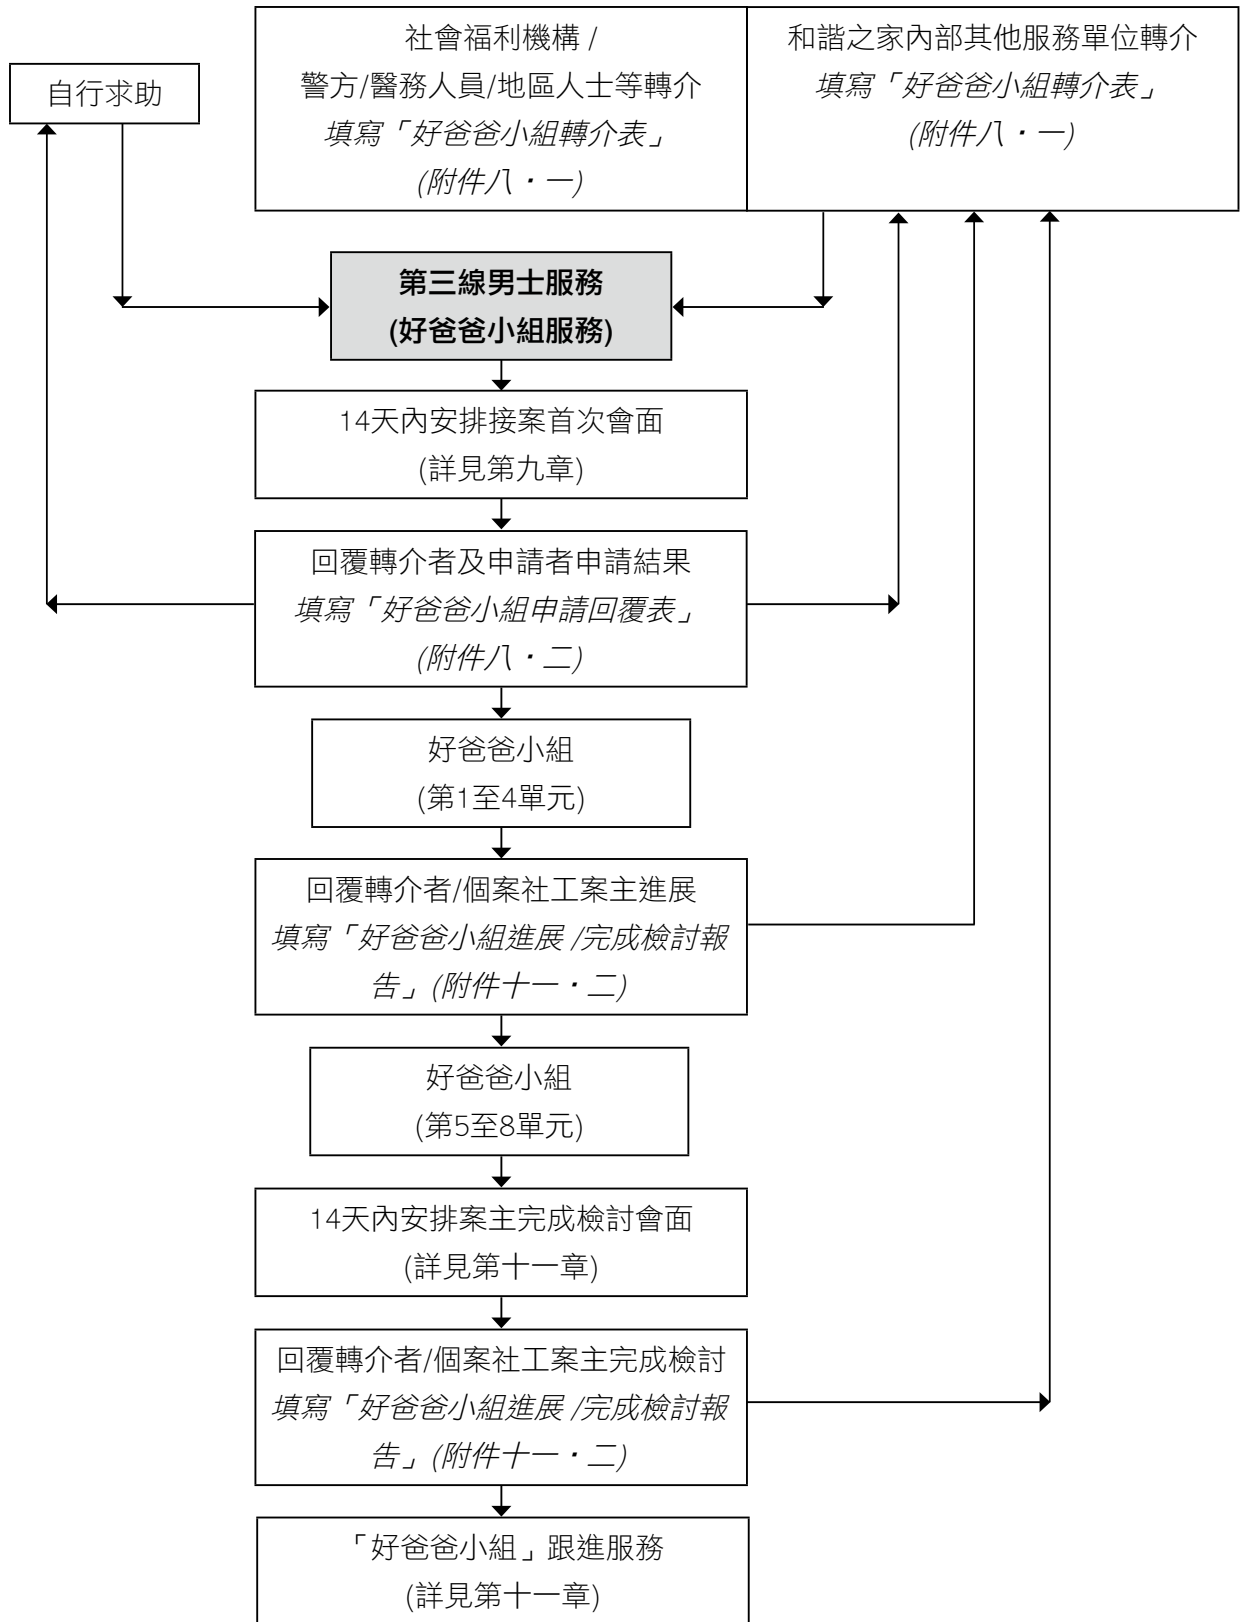 自行求助
社會福利機構 /
警方/醫務人員/地區人士等轉介
填寫「好爸爸小組轉介表」
(附件八・一)
和諧之家內部其他服務單位轉介
填寫「好爸爸小組轉介表」
(附件八・一)
第三線男士服務
(好爸爸小組服務)
14天內安排接案首次會面
(詳見第九章)
回覆轉介者及申請者申請結果
填寫「好爸爸小組申請回覆表」
(附件八・二)
好爸爸小組
(第1至4單元)
回覆轉介者/個案社工案主進展
填寫「好爸爸小組進展 /完成檢討報
告」(附件十一・二)
好爸爸小組
(第5至8單元)
14天內安排案主完成檢討會面
(詳見第十一章)
回覆轉介者/個案社工案主完成檢討
填寫「好爸爸小組進展 /完成檢討報
告」(附件十一・二)
「好爸爸小組」跟進服務
(詳見第十一章)